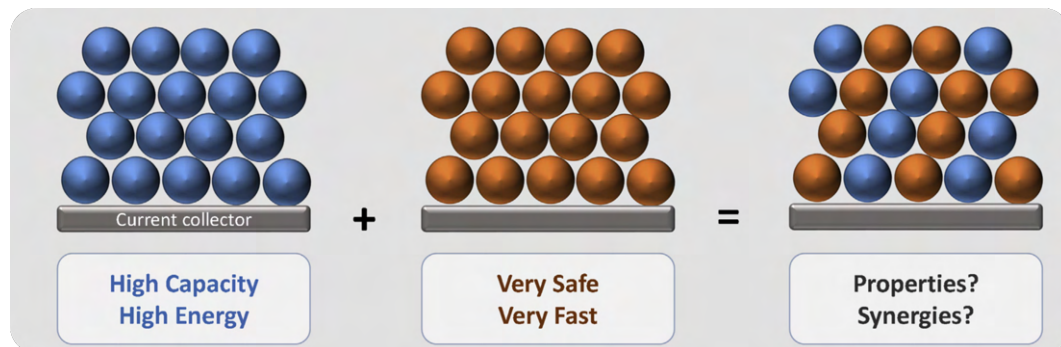 Current collector
+
=
High Capacity
High Energy
Very Safe
Very Fast
Properties?
Synergies?